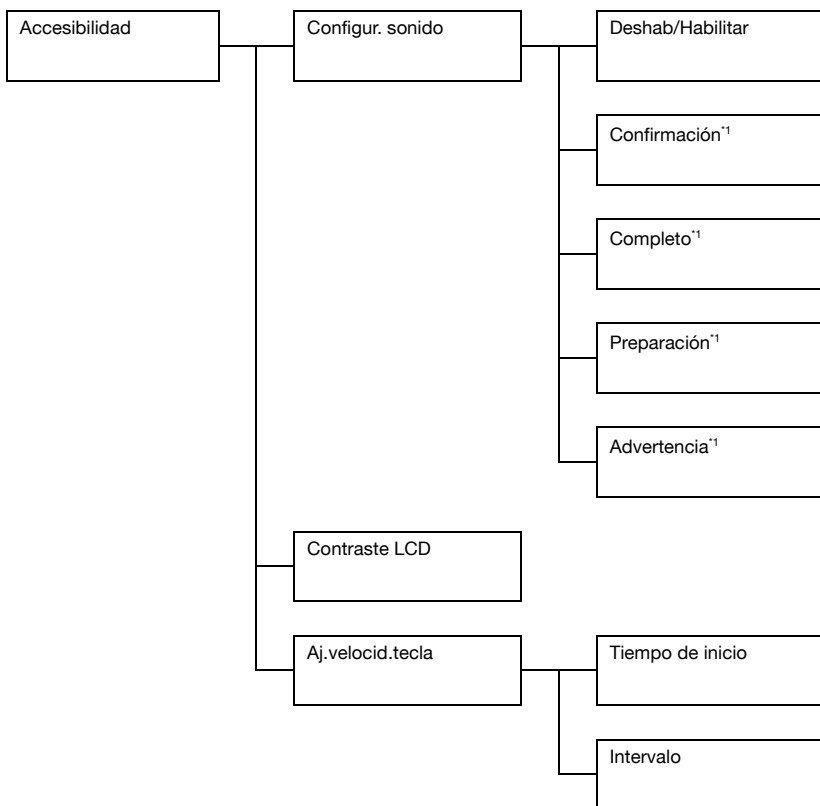 Accesibilidad
Configur. sonido
Deshab/Habilitar
Confirmación*1
Completo*1
Preparación*1
Advertencia*1
Contraste LCD
Aj.velocid.tecla
Tiempo de inicio
Intervalo